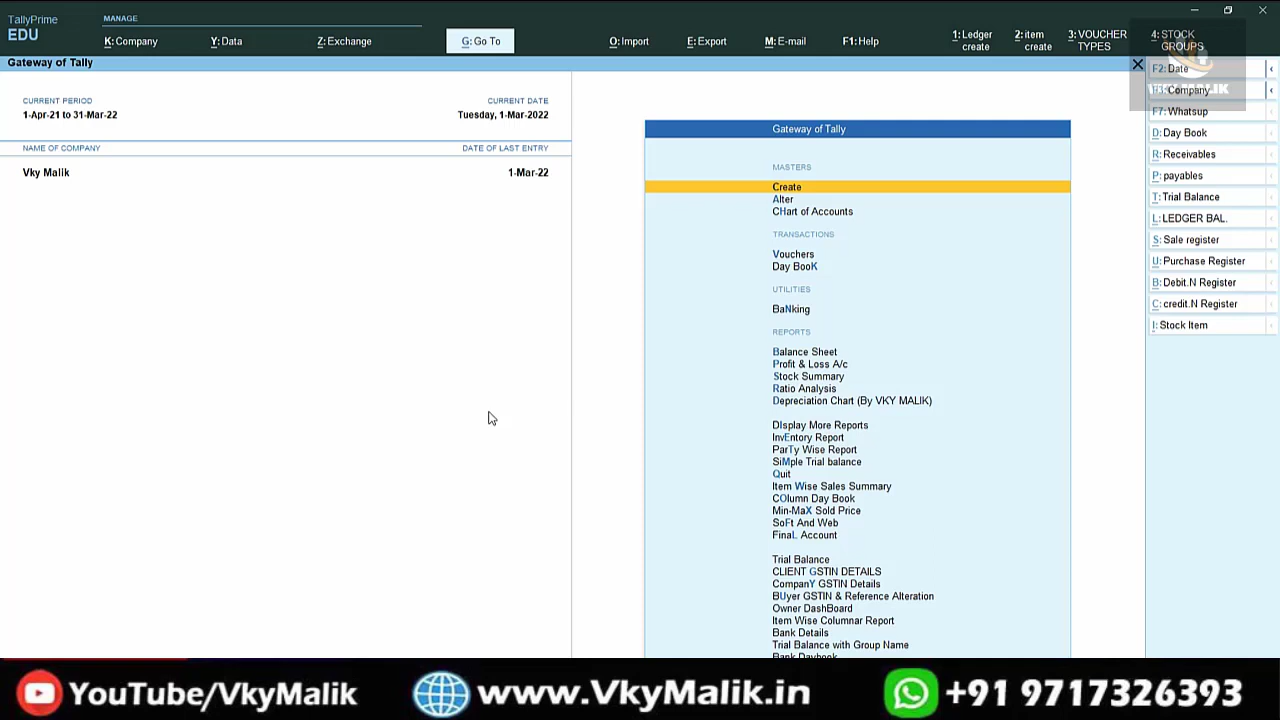 TallyPrime
EDU
MANAGE
K: Company
Y: Data
Z: Exchange
G: Go To
O: Import
E: Export
M: E-mail
F1: Help
1: Ledger create
2: item create
3: VOUCHER TYPES
4: STOCK GROUPS
Gateway of Tally
CURRENT PERIOD
CURRENT DATE
1-Apr-21 to 31-Mar-22
Tuesday, 1-Mar-2022
NAME OF COMPANY
DATE OF LAST ENTRY
Vky Malik
1-Mar-22
Gateway of Tally
MASTERS
Create
Alter
CHart of Accounts
TRANSACTIONS
Vouchers
Day BooK
UTILITIES
BaNking
REPORTS
Balance Sheet
Profit & Loss A/c
Stock Summary
Ratio Analysis
Depreciation Chart (By VKY MALIK)
DIsplay More Reports
InvEntory Report
ParTy Wise Report
SiMple Trial balance
Quit
Item Wise Sales Summary
COlumn Day Book
Min-MaX Sold Price
SoFt And Web
FinaL Account
Trial Balance
CLIENT GSTIN DETAILS
CompanY GSTIN Details
BUyer GSTIN & Reference Alteration
Owner DashBoard
Item Wise Columnar Report
Bank Details
Trial Balance with Group Name
Bank Daybook
F2: Date
F3: Company
VKY MALIK
F7: Whatsup
D: Day Book
R: Receivables
P: payables
T: Trial Balance
L: LEDGER BAL.
S: Sale register
U: Purchase Register
B: Debit.N Register
C: credit.N Register
I: Stock Item
YouTube/VkyMalik
www.VkyMalik.in
+91 9717326393